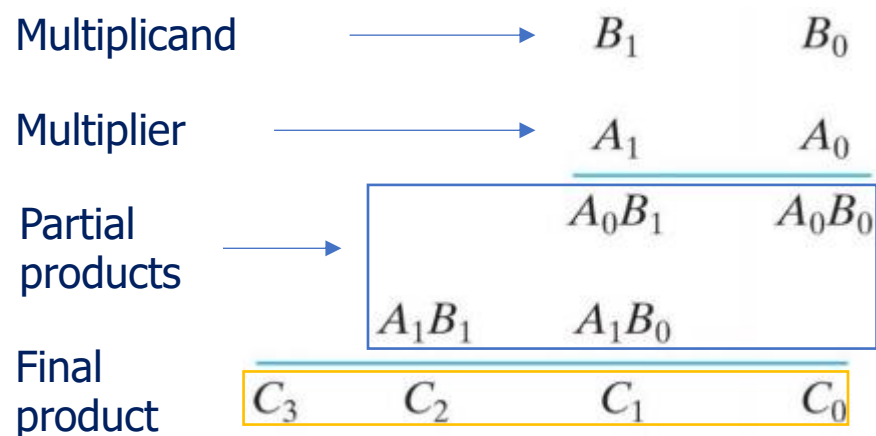 Multiplicand B₁ B₀
Multiplier A₁ A₀
Partial products A₀B₁ A₀B₀
A₁B₁ A₁B₀
Final product C₃ C₂ C₁ C₀